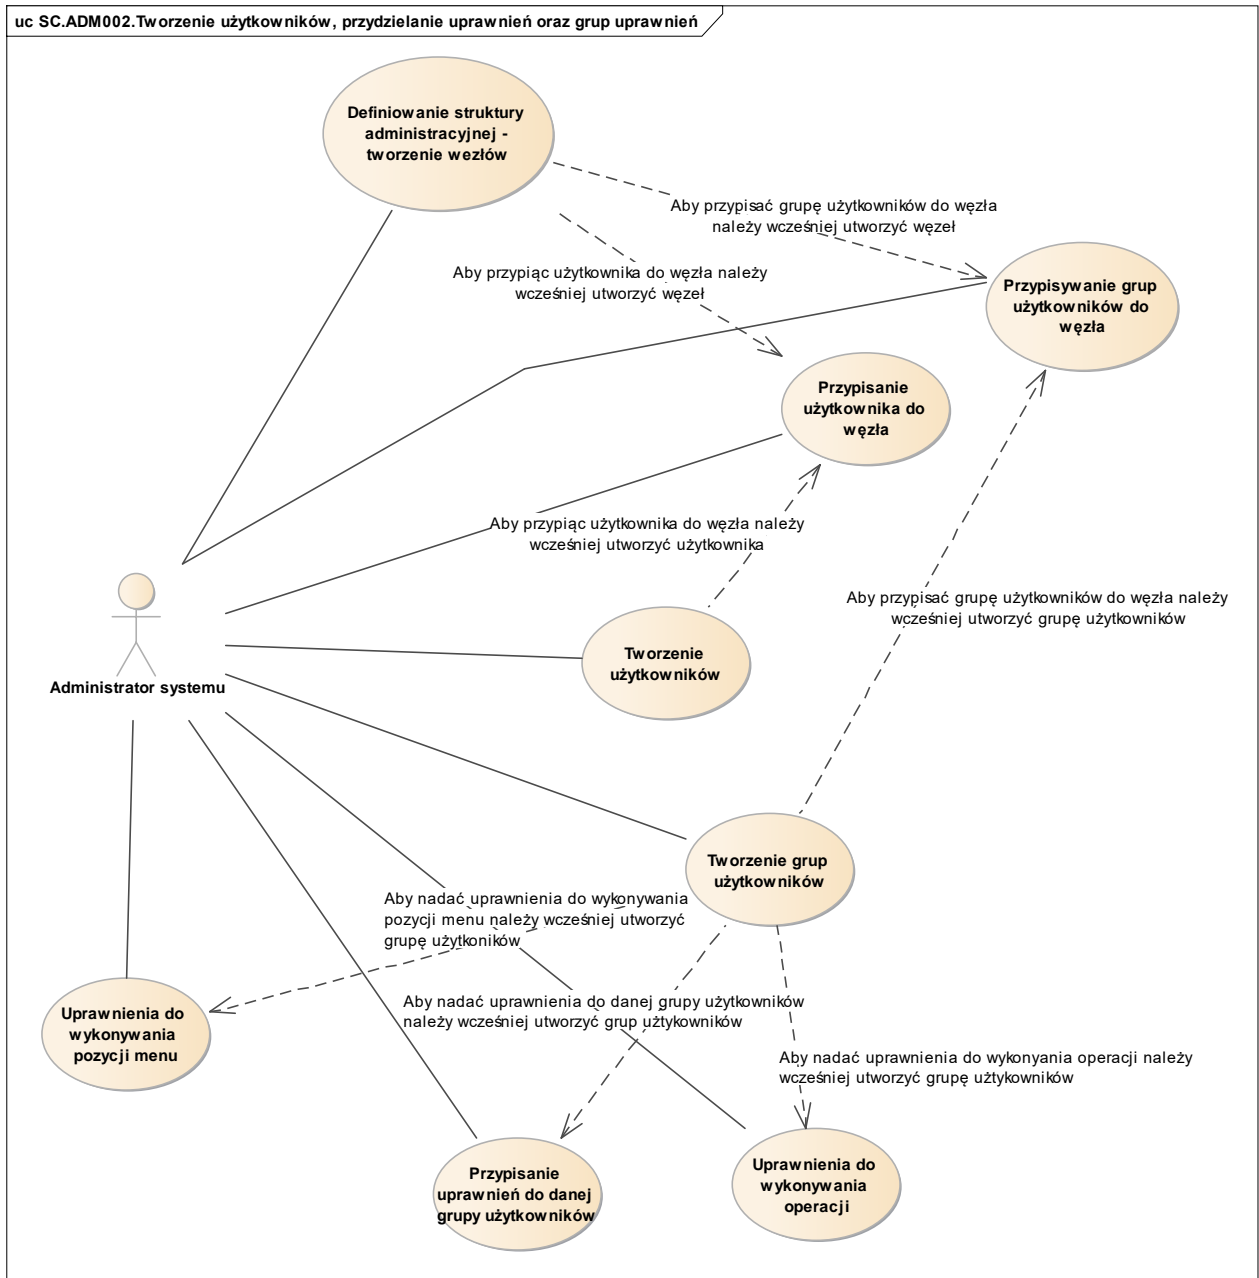 uc SC.ADM002.Tworzenie użytkowników, przydzielanie uprawnień oraz grup uprawnień
Definiowanie struktury
administracyjnej -
tworzenie wezłów
Aby przypisać grupę użytkowników do węzła
należy wcześniej utworzyć węzeł
Aby przypiąc użytkownika do węzła należy
wcześniej utworzyć węzeł
Przypisywanie grup
użytkowników do
węzła
Przypisanie
użytkownika do
węzła
Aby przypiąc użytkownika do węzła należy
wcześniej utworzyć użytkownika
Aby przypisać grupę użytkowników do węzła należy
wcześniej utworzyć grupę użytkowników
Tworzenie
użytkowników
Administrator systemu
Tworzenie grup
użytkowników
Aby nadać uprawnienia do wykonywania
pozycji menu należy wcześniej utworzyć
grupę użytkoników
Uprawnienia do
wykonywania
pozycji menu
Aby nadać uprawnienia do danej grupy użytkowników
należy wcześniej utworzyć grup użtykowników
Aby nadać uprawnienia do wykonyania operacji należy
wcześniej utworzyć grupę użtykowników
Przypisanie
uprawnień do danej
grupy użytkowników
Uprawnienia do
wykonywania
operacji